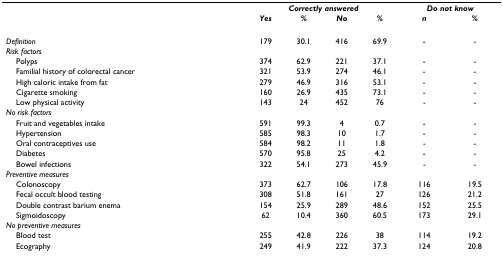 Correctly answered Do not know
Yes % No % n %
Definition 179 30.1 416 69.9 - -
Risk factors
Polyps 374 62.9 221 37.1 - -
Familial history of colorectal cancer 321 53.9 274 46.1 - -
High caloric intake from fat 279 46.9 316 53.1 - -
Cigarette smoking 160 26.9 435 73.1 - -
Low physical activity 143 24 452 76 - -
No risk factors
Fruit and vegetables intake 591 99.3 4 0.7 - -
Hypertension 585 98.3 10 1.7 - -
Oral contraceptives use 584 98.2 11 1.8 - -
Diabetes 570 95.8 25 4.2 - -
Bowel infections 322 54.1 273 45.9 - -
Preventive measures
Colonoscopy 373 62.7 106 17.8 116 19.5
Fecal occult blood testing 308 51.8 161 27 126 21.2
Double contrast barium enema 154 25.9 289 48.6 152 25.5
Sigmoidoscopy 62 10.4 360 60.5 173 29.1
No preventive measures
Blood test 255 42.8 226 38 114 19.2
Ecography 249 41.9 222 37.3 124 20.8